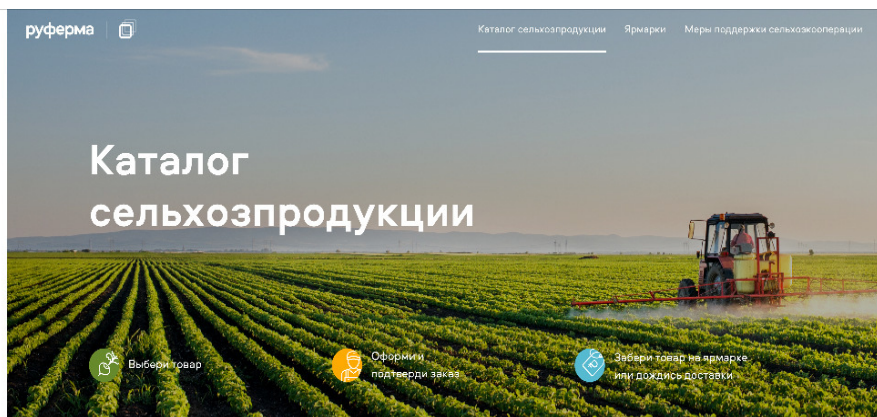 руферма
Каталог сельхозпродукции
Ярмарки
Меры поддержки сельхозкооперации
Каталог
сельхозпродукции
Выбери товар
Оформи и
подтверди заказ
Забери товар на ярмарке
или дождись доставки